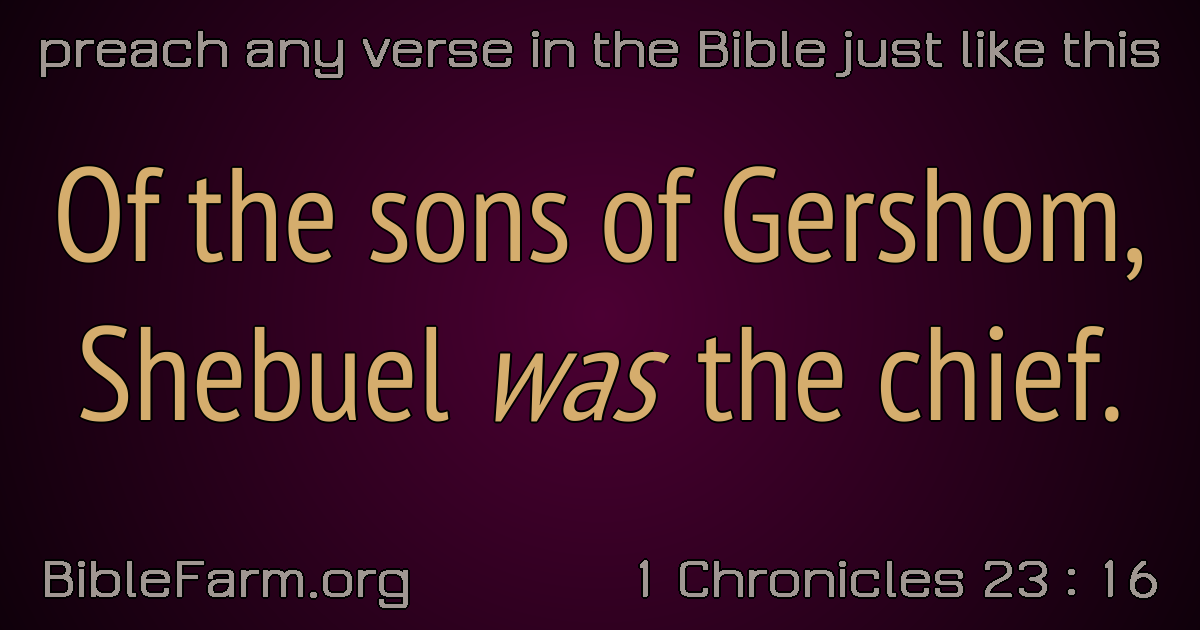 preach any verse in the Bible just like this
Of the sons of Gershom,
Shebuel was the chief.
BibleFarm.org
1 Chronicles 23 : 16